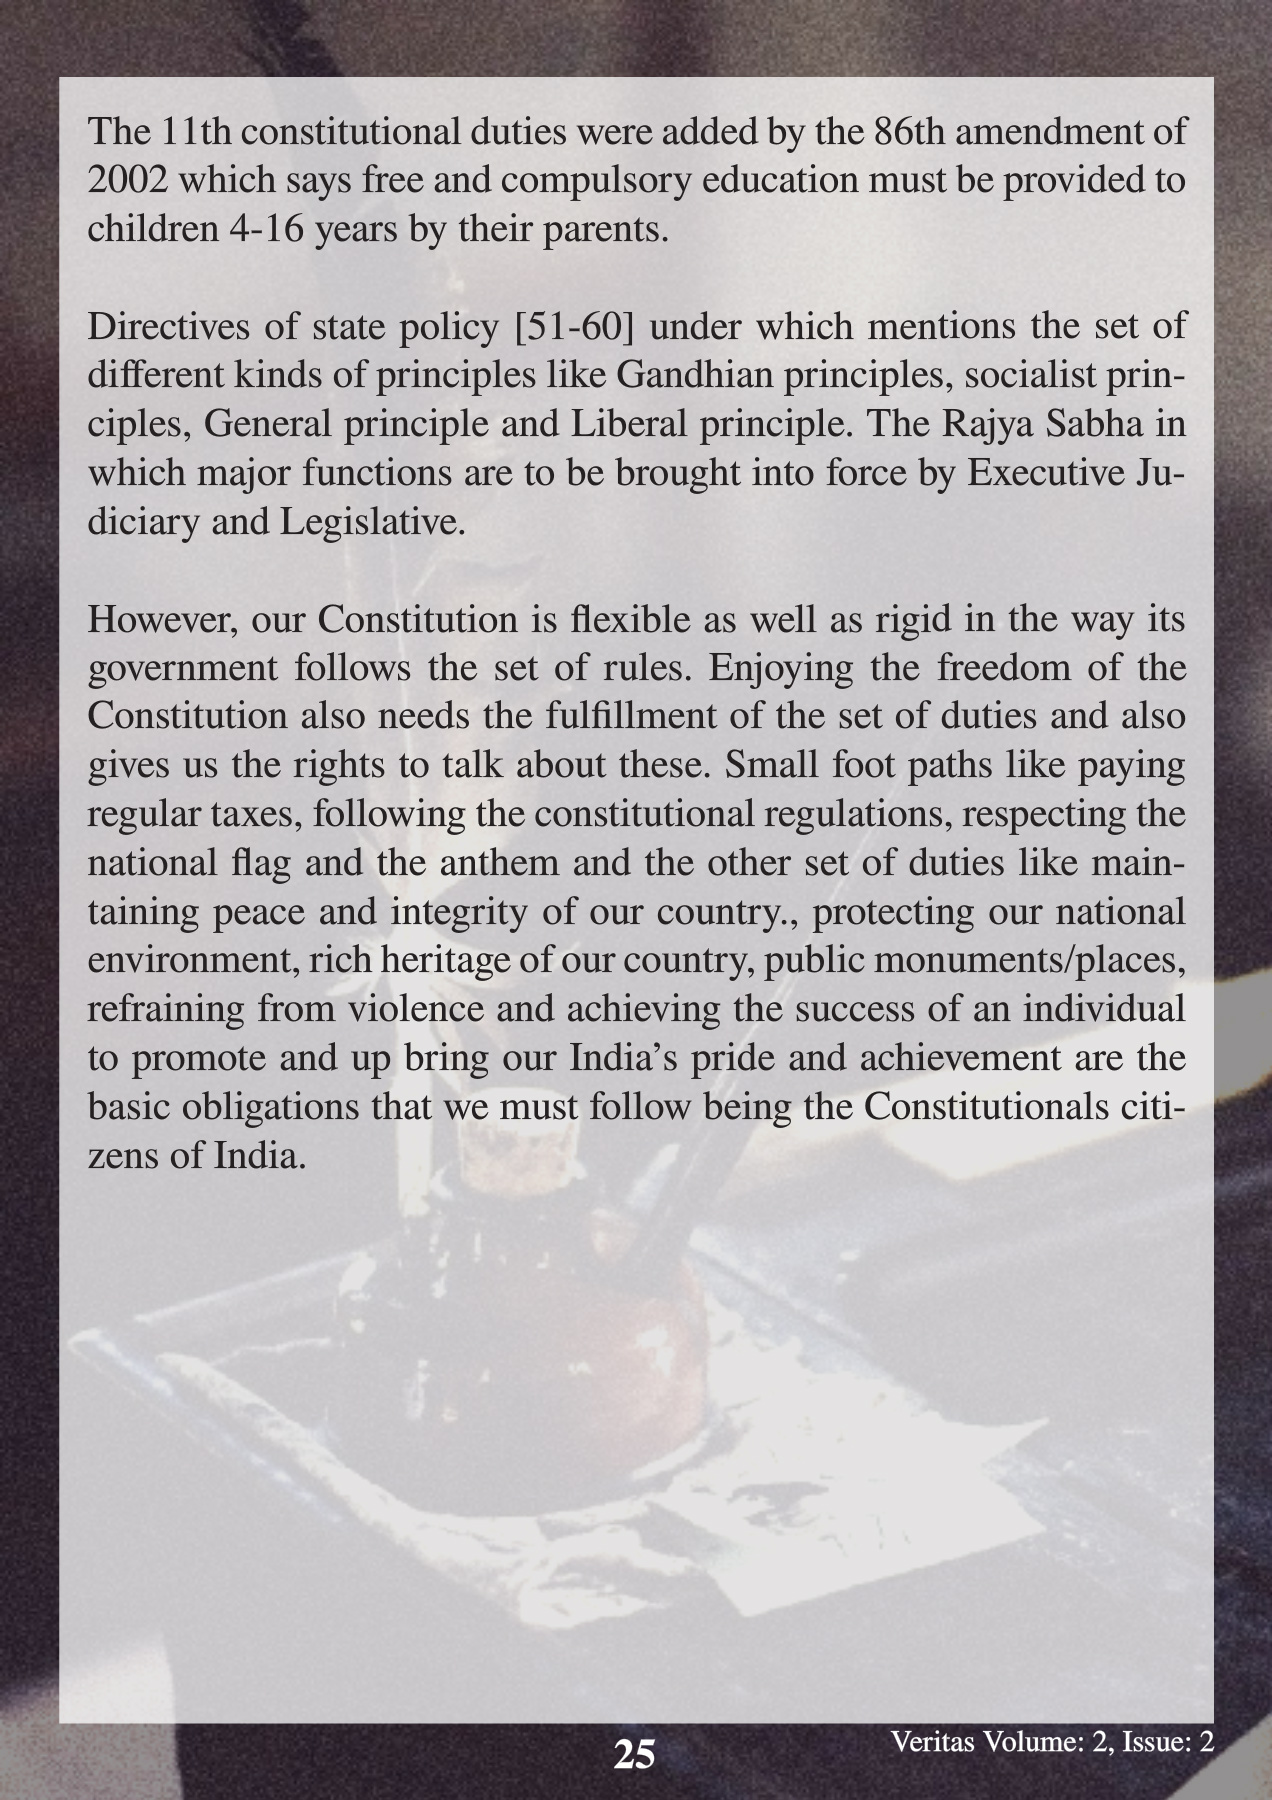 The 11th constitutional duties were added by the 86th amendment of
2002 which says free and compulsory education must be provided to
children 4-16 years by their parents.
Directives of state policy [51-60] under which mentions the set of
different kinds of principles like Gandhian principles, socialist prin-
ciples, General principle and Liberal principle. The Rajya Sabha in
which major functions are to be brought into force by Executive Ju-
diciary and Legislative.
However, our Constitution is flexible as well as rigid in the way its
government follows the set of rules. Enjoying the freedom of the
Constitution also needs the fulfillment of the set of duties and also
gives us the rights to talk about these. Small foot paths like paying
regular taxes, following the constitutional regulations, respecting the
national flag and the anthem and the other set of duties like main-
taining peace and integrity of our country., protecting our national
environment, rich heritage of our country, public monuments/places,
refraining from violence and achieving the success of an individual
to promote and up bring our India’s pride and achievement are the
basic obligations that we must follow being the Constitutionals citi-
zens of India.
25
Veritas Volume: 2, Issue: 2